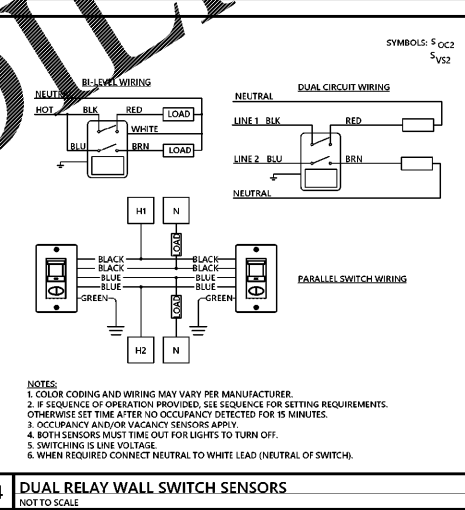 SYMBOLS: S OC2
S VS2
BI-LEVEL WIRING
NEUTRAL
HOT BLK RED LOAD
WHITE
BLU BRN LOAD
DUAL CIRCUIT WIRING
NEUTRAL
LINE 1 BLK RED
LINE 2 BLU BRN
NEUTRAL
H1 N
LOAD
BLACK BLACK
BLACK BLACK
BLUE BLUE
BLUE BLUE
GREEN GREEN
LOAD
H2 N
PARALLEL SWITCH WIRING
NOTES:
1. COLOR CODING AND WIRING MAY VARY PER MANUFACTURER.
2. IF SEQUENCE OF OPERATION PROVIDED, SEE SEQUENCE FOR SETTING REQUIREMENTS.
OTHERWISE SET TIME AFTER NO OCCUPANCY DETECTED FOR 15 MINUTES.
3. OCCUPANCY AND/OR VACANCY SENSORS APPLY.
4. BOTH SENSORS MUST TIME OUT FOR LIGHTS TO TURN OFF.
5. SWITCHING IS LINE VOLTAGE.
6. WHEN REQUIRED CONNECT NEUTRAL TO WHITE LEAD (NEUTRAL OF SWITCH).
DUAL RELAY WALL SWITCH SENSORS
NOT TO SCALE